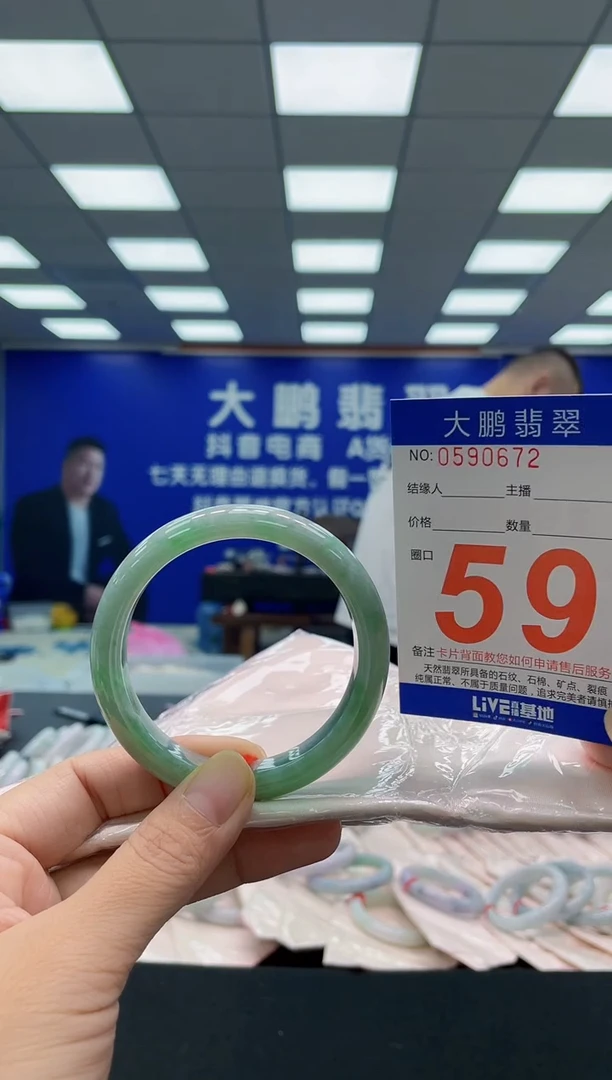 大鹏翡翠
抖音电商 A货
七天无理由退换货、假一
大鹏翡翠
NO: 0590672
结缘人 主播
价格 数量
圈口 59
备注 卡片背面教您如何申请售后服务
天然翡翠所具备的石纹、石棉、矿点、裂痕
纯属正常、不属于质量问题，追求完美者请慎
LiVE 基地